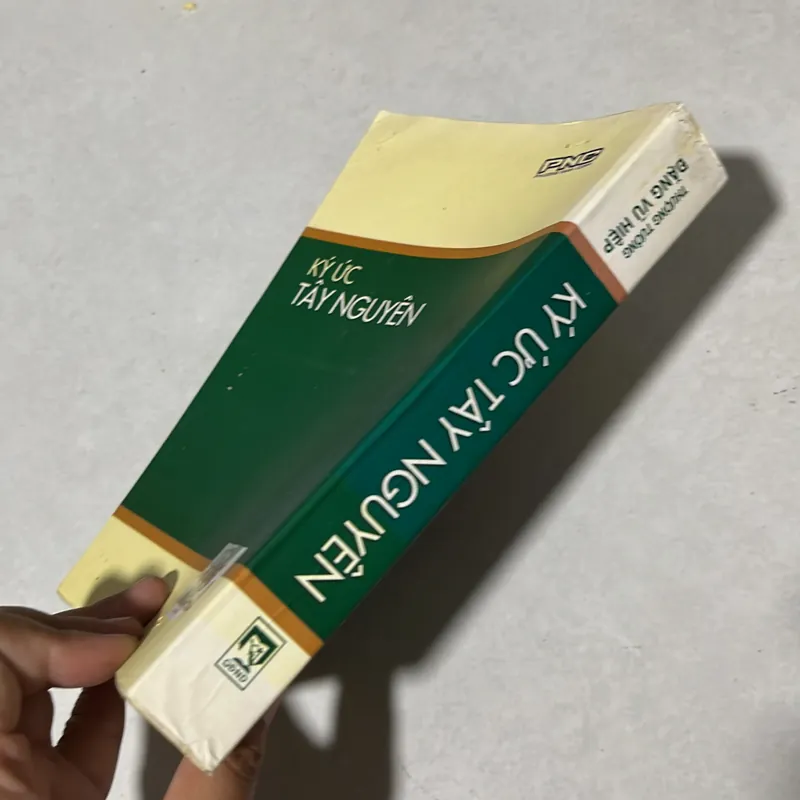 PNC
KÝ ỨC
TÂY NGUYÊN
THƯỢNG TƯỚNG
ĐẶNG VŨ HIỆP
KÝ ỨC TÂY NGUYÊN
QĐND